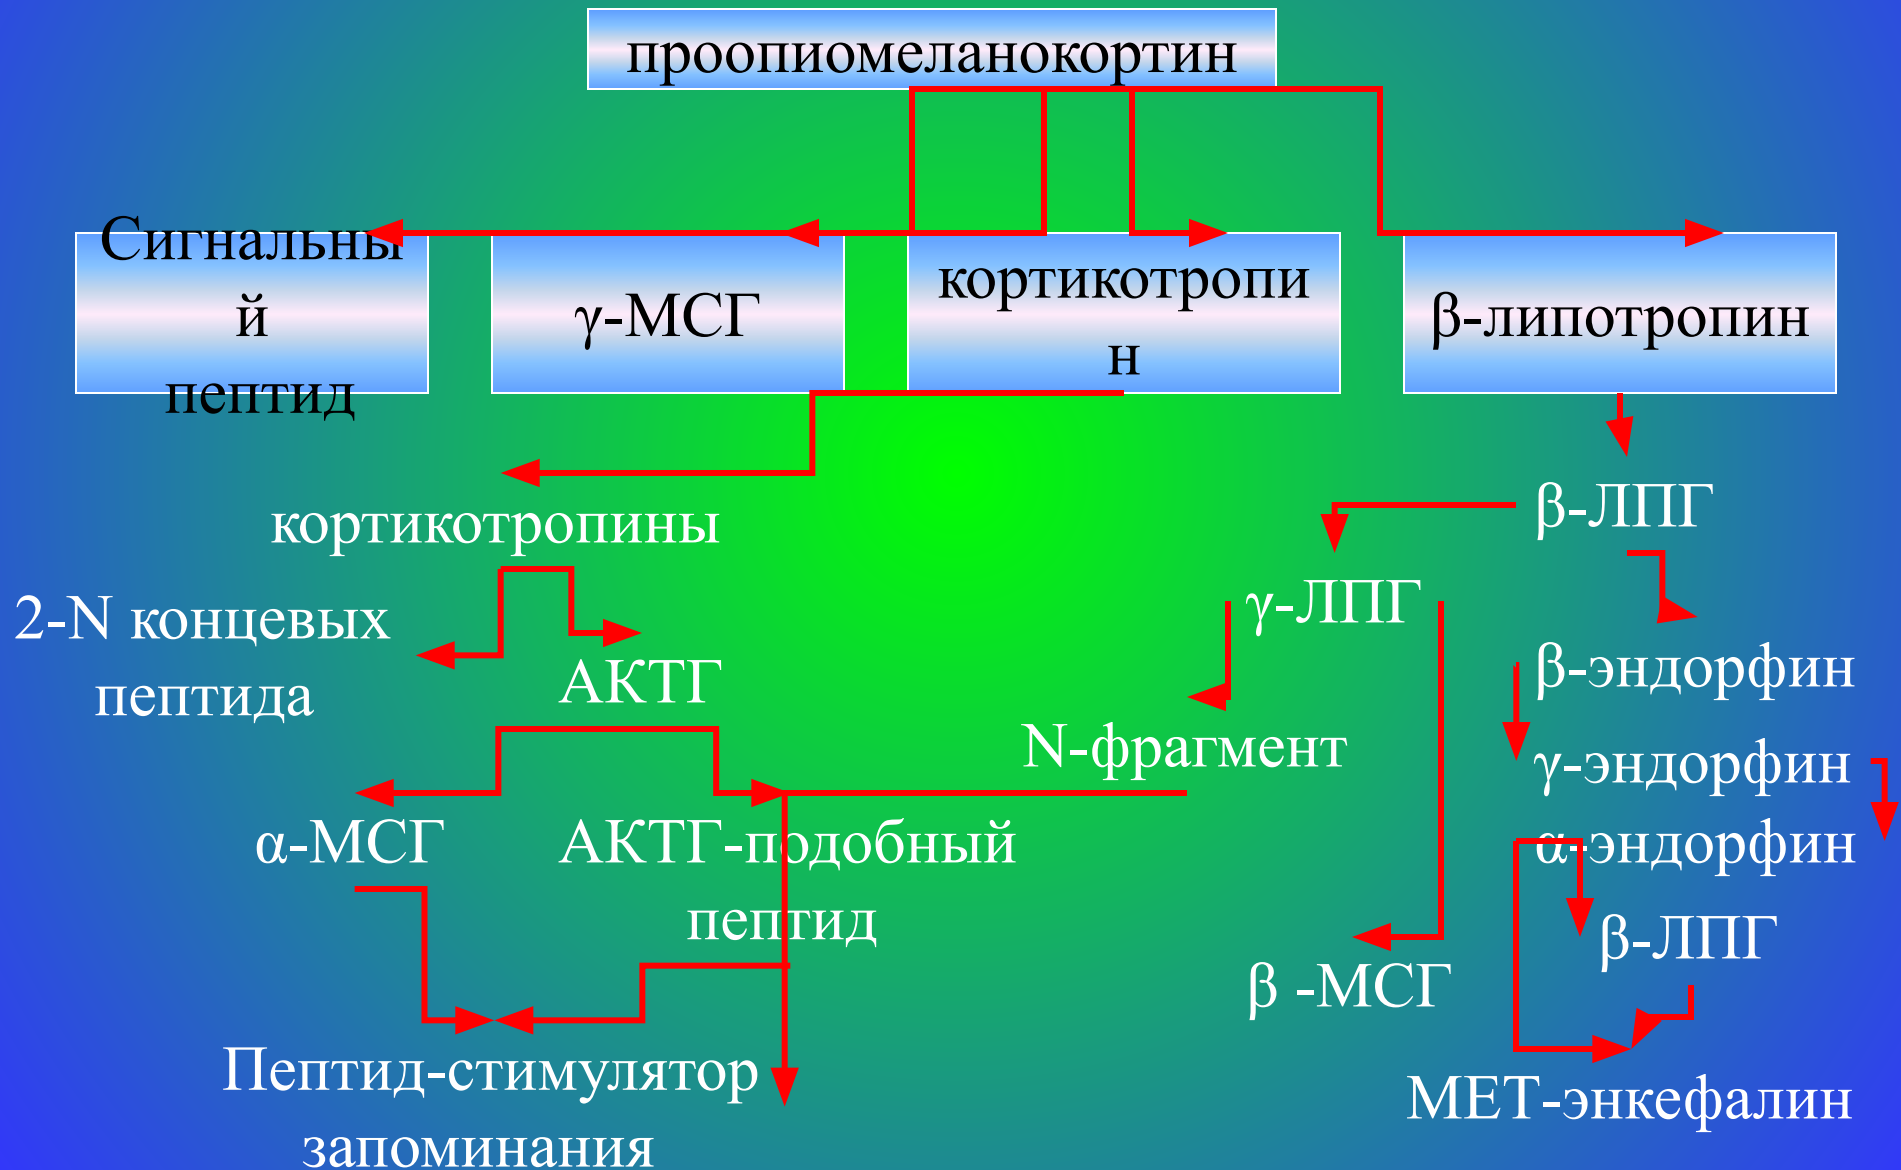 проопиомеланокортин
Сигнальны
й
пептид
γ-МСГ
кортикотропи
н
β-липотропин
кортикотропины
β-ЛПГ
2-N концевых
пептида
АКТГ
γ-ЛПГ
β-эндорфин
N-фрагмент
γ-эндорфин
α-МСГ
АКТГ-подобный
пептид
α-эндорфин
β-ЛПГ
β -МСГ
Пептид-стимулятор
запоминания
МЕТ-энкефалин